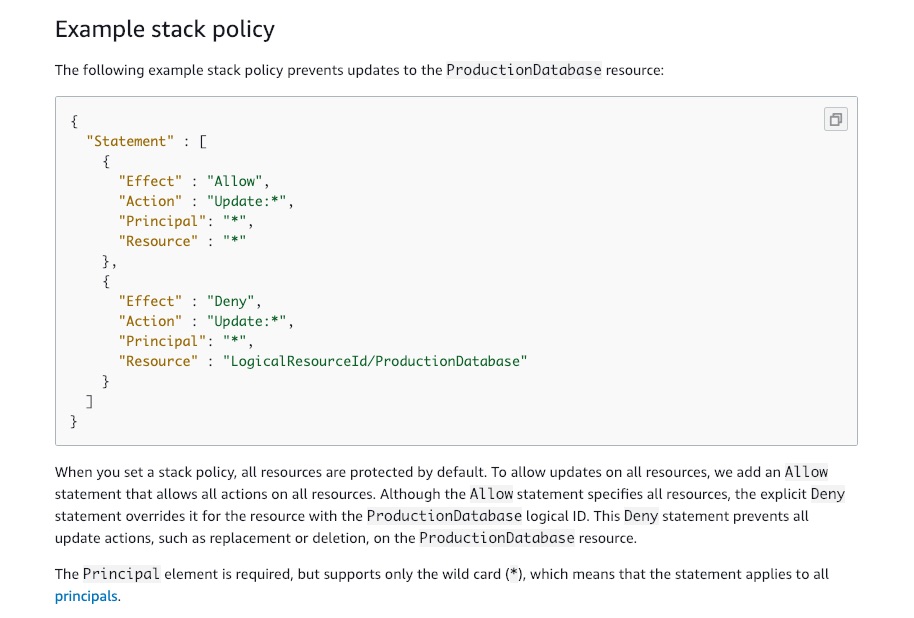 Example stack policy
The following example stack policy prevents updates to the ProductionDatabase resource:
{
  "Statement" : [
    {
      "Effect" : "Allow",
      "Action" : "Update:*",
      "Principal": "*",
      "Resource" : "*"
    },
    {
      "Effect" : "Deny",
      "Action" : "Update:*",
      "Principal": "*",
      "Resource" : "LogicalResourceId/ProductionDatabase"
    }
  ]
}
When you set a stack policy, all resources are protected by default. To allow updates on all resources, we add an Allow
statement that allows all actions on all resources. Although the Allow statement specifies all resources, the explicit Deny
statement overrides it for the resource with the ProductionDatabase logical ID. This Deny statement prevents all
update actions, such as replacement or deletion, on the ProductionDatabase resource.
The Principal element is required, but supports only the wild card (*), which means that the statement applies to all
principals.